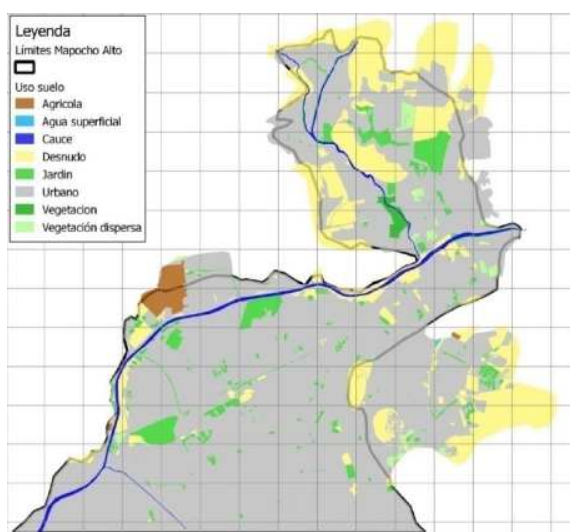 Leyenda
Límites Mapocho Alto
Uso suelo
Agricola
Agua superficial
Cauce
Desnudo
Jardin
Urbano
Vegetacion
Vegetación dispersa